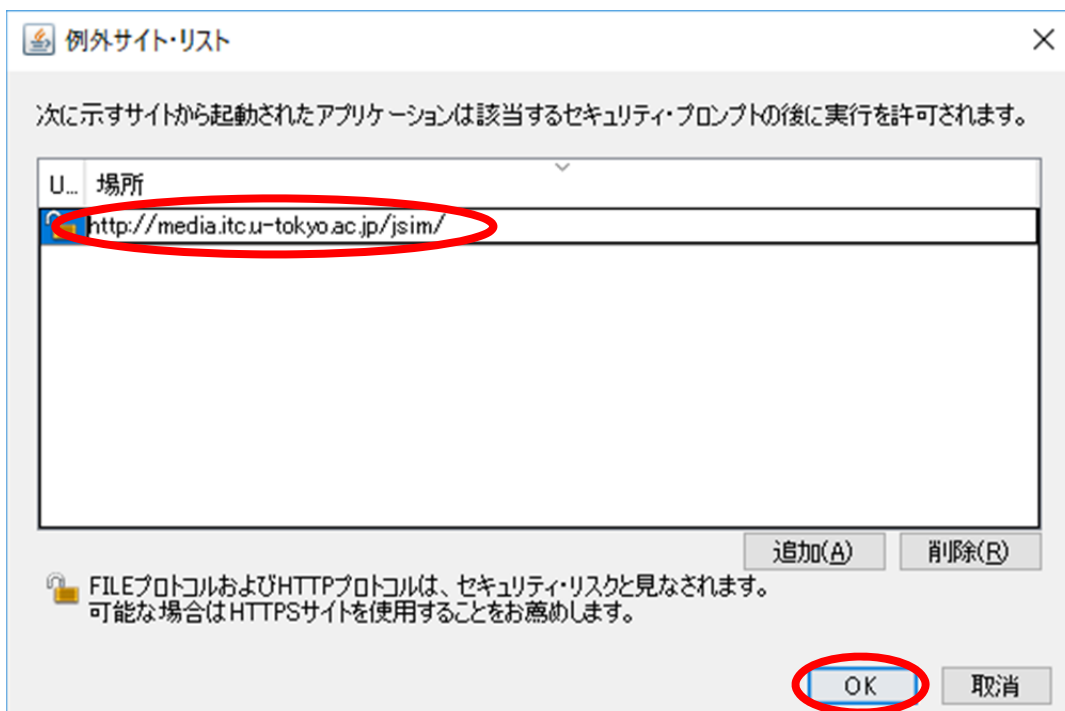 例外サイト・リスト
次に示すサイトから起動されたアプリケーションは該当するセキュリティ・プロンプトの後に実行を許可されます。
U... 場所
http://media.itc.u-tokyo.ac.jp/jsim/
追加(A) 削除(R)
FILEプロトコルおよびHTTPプロトコルは、セキュリティ・リスクと見なされます。
可能な場合はHTTPSサイトを使用することをお薦めします。
OK 取消